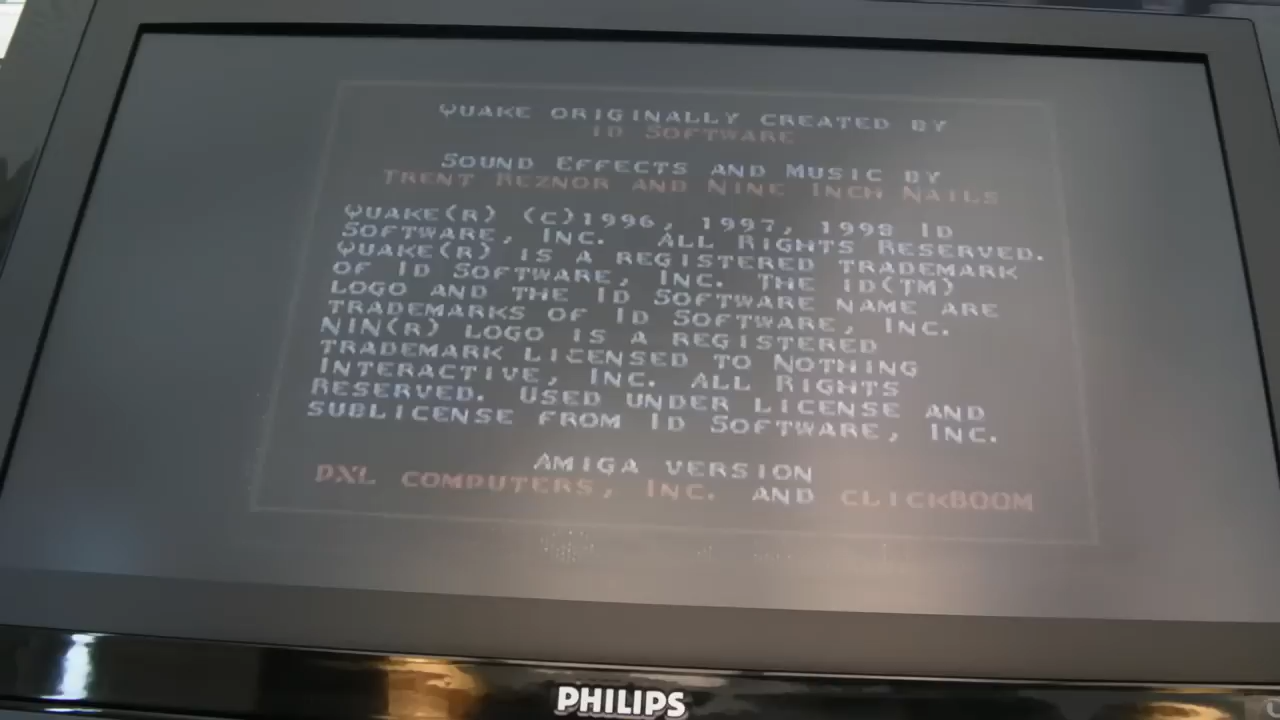 QUAKE ORIGINALLY CREATED BY
ID SOFTWARE
SOUND EFFECTS AND MUSIC BY
TRENT REZNOR AND NINE INCH NAILS
QUAKE(R) (C)1996, 1997, 1998 ID
SOFTWARE, INC. ALL RIGHTS RESERVED.
QUAKE(R) IS A REGISTERED TRADEMARK
OF ID SOFTWARE, INC. THE ID(TM)
LOGO AND THE ID SOFTWARE NAME ARE
TRADEMARKS OF ID SOFTWARE, INC.
NIN(R) LOGO IS A REGISTERED
TRADEMARK LICENSED TO NOTHING
INTERACTIVE, INC. ALL RIGHTS
RESERVED. USED UNDER LICENSE AND
SUBLICENSE FROM ID SOFTWARE, INC.
AMIGA VERSION
PXL COMPUTERS, INC. AND CLICKBOOM
PHILIPS